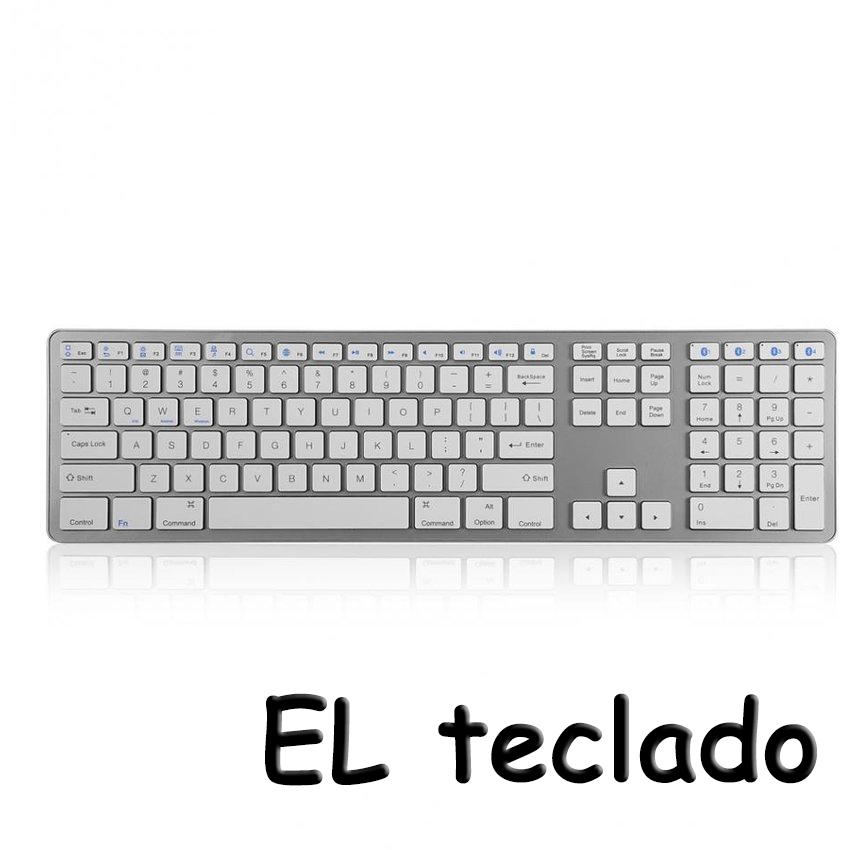 Esc F1 F2 F3 F4 F5 F6 F7 F8 F9 F10 F11 F12 Del Print Screen SysRq Scroll Lock Pause Break 1 2 3 4
~ ! 1 @ 2 # 3 $ 4 % 5 ^ 6 & 7 * 8 ( 9 ) 0 - + = BackSpace Insert Home Page Up Num Lock = / *
Tab Q W E R T Y U I O P { [ } ] | \ Delete End Page Down 7 Home 8 9 Pg Up -
Caps Lock A S D F G H J K L : ; " ' Enter 4 5 6 +
Shift Z X C V B N M < , > . ? / Shift 1 End 2 3 Pg Dn Enter
Control Fn ⌘ Command ⌘ Command Alt Option Control 0 Ins . Del
EL teclado